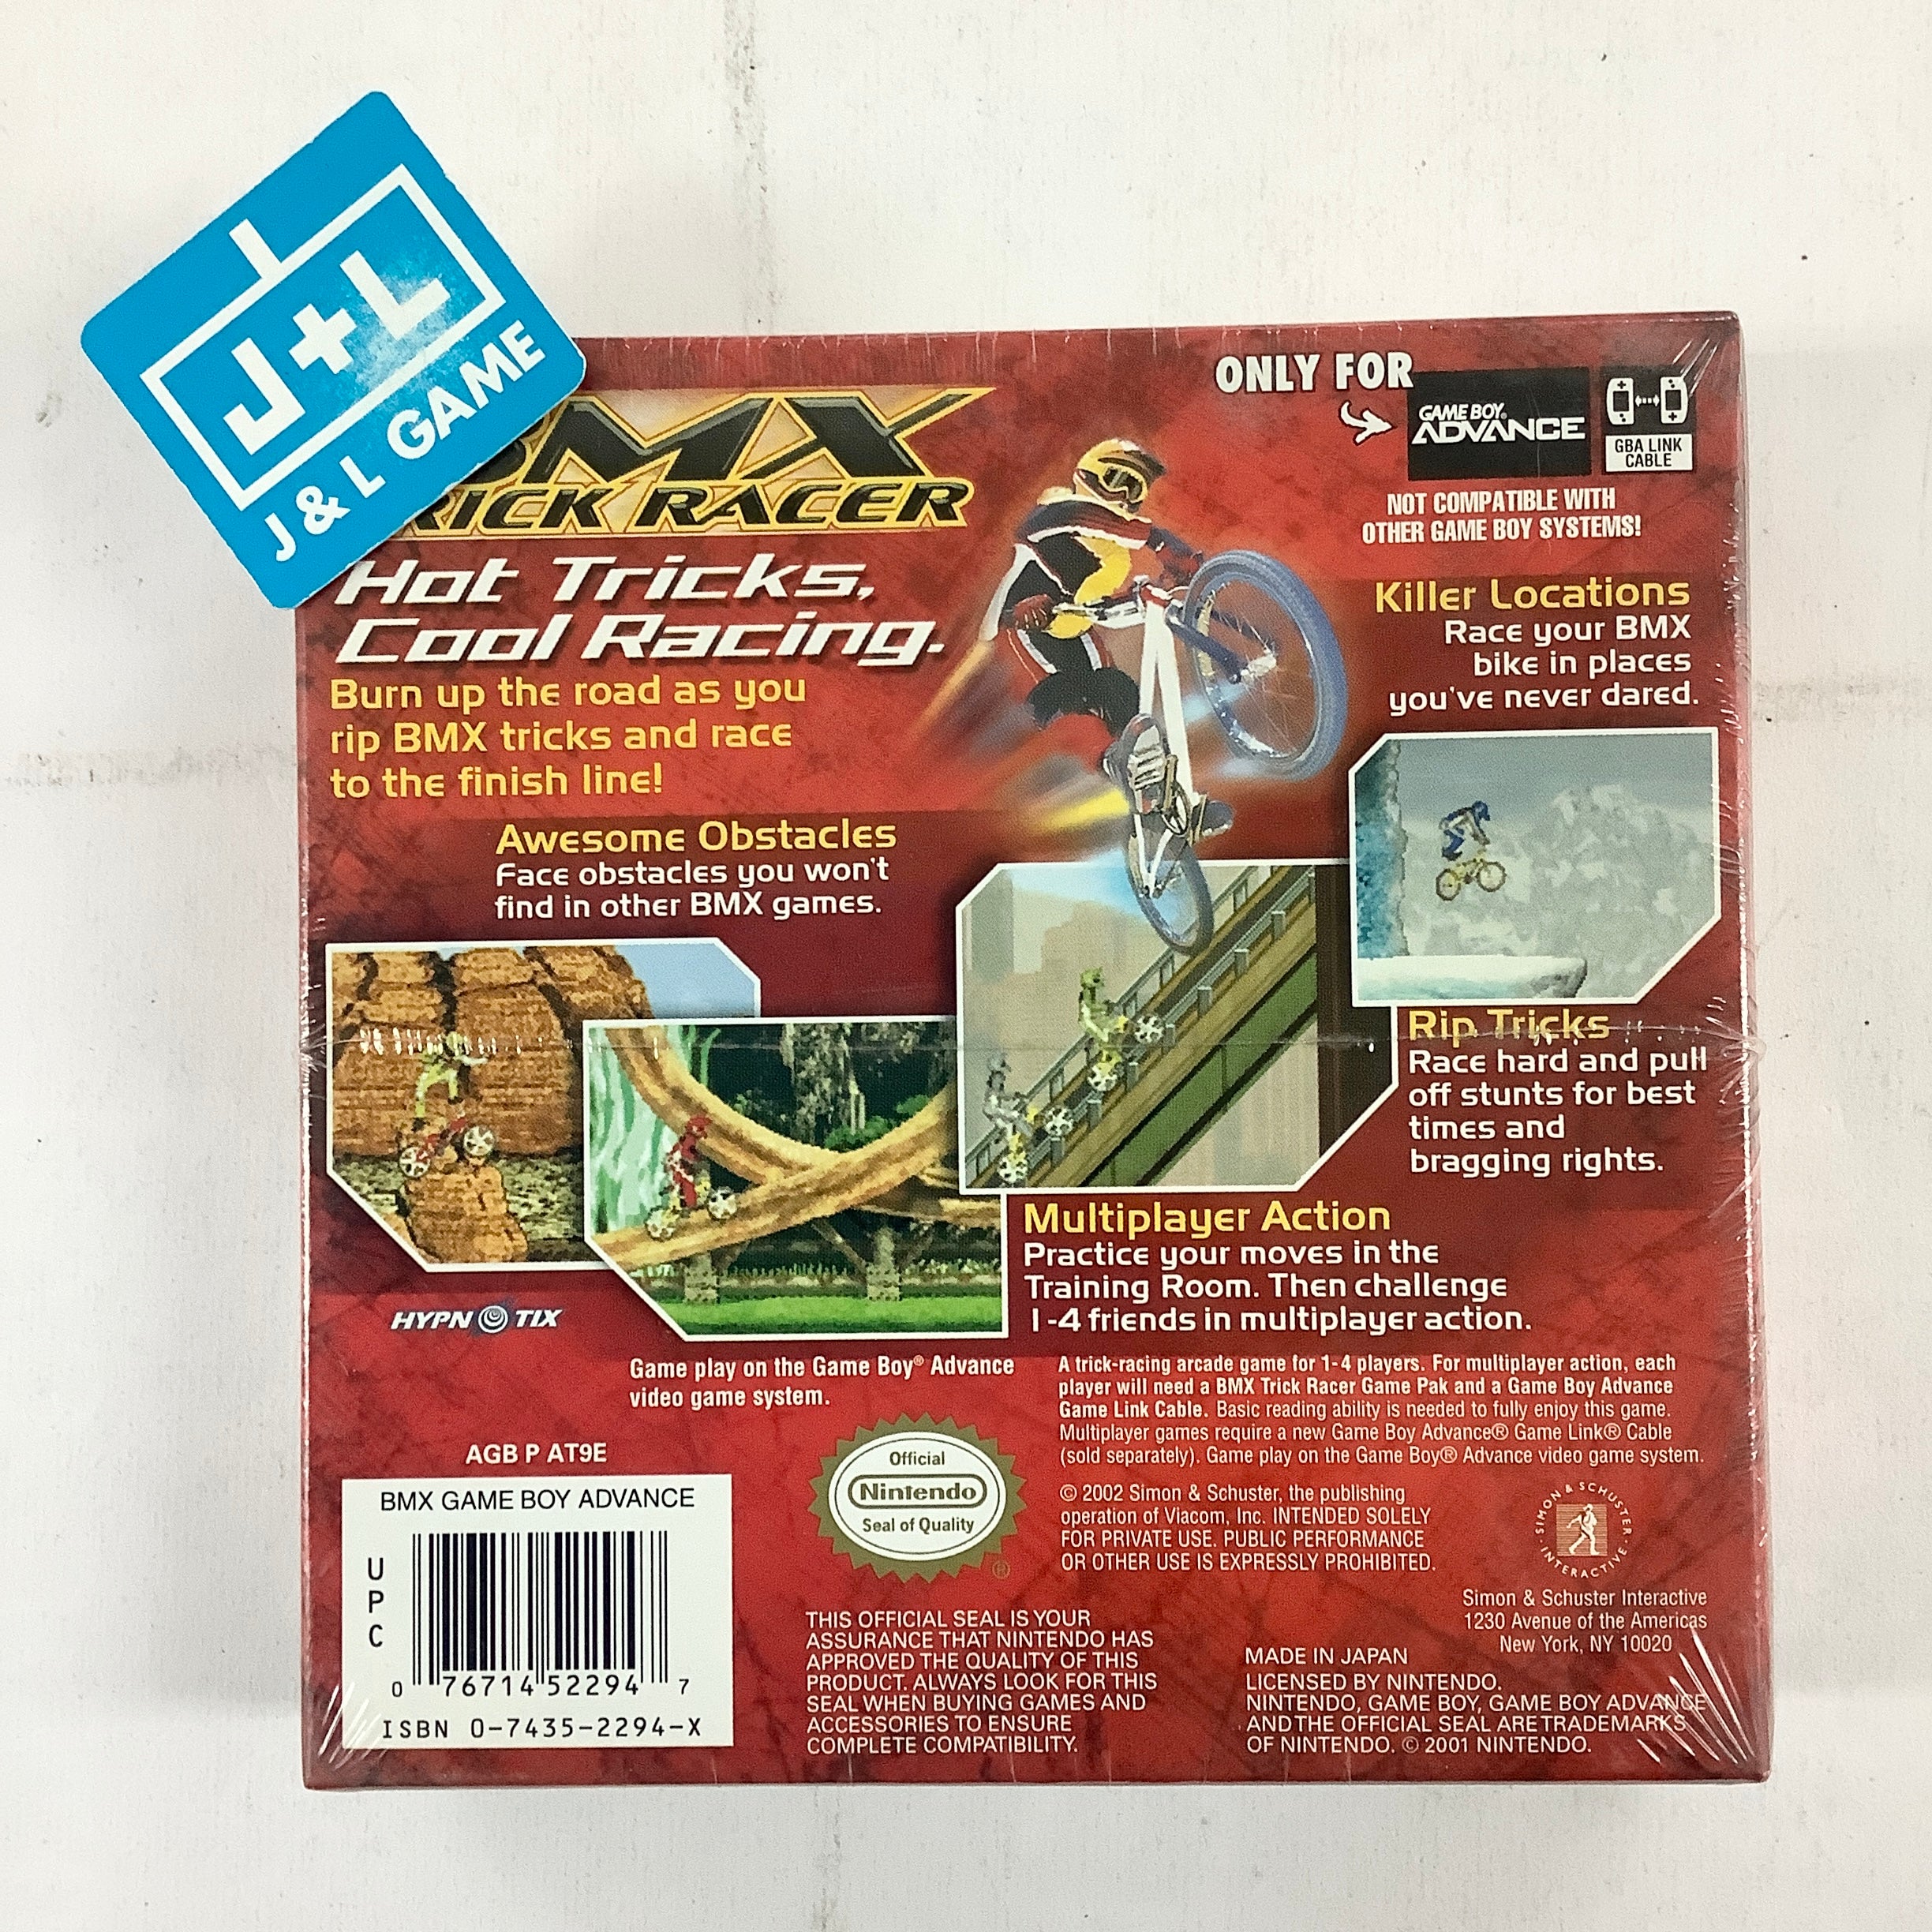 J+L
J & L GAME
BMX
TRICK RACER
Hot Tricks,
Cool Racing.
Burn up the road as you
rip BMX tricks and race
to the finish line!
Awesome Obstacles
Face obstacles you won't
find in other BMX games.
ONLY FOR
GAME BOY
ADVANCE
GBA LINK
CABLE
NOT COMPATIBLE WITH
OTHER GAME BOY SYSTEMS!
Killer Locations
Race your BMX
bike in places
you've never dared.
Rip Tricks
Race hard and pull
off stunts for best
times and
bragging rights.
Multiplayer Action
Practice your moves in the
Training Room. Then challenge
1-4 friends in multiplayer action.
HYPNOTIX
Game play on the Game Boy® Advance
video game system.
A trick-racing arcade game for 1-4 players. For multiplayer action, each
player will need a BMX Trick Racer Game Pak and a Game Boy Advance
Game Link Cable. Basic reading ability is needed to fully enjoy this game.
Multiplayer games require a new Game Boy Advance® Game Link® Cable
(sold separately). Game play on the Game Boy® Advance video game system.
© 2002 Simon & Schuster, the publishing
operation of Viacom, Inc. INTENDED SOLELY
FOR PRIVATE USE. PUBLIC PERFORMANCE
OR OTHER USE IS EXPRESSLY PROHIBITED.
SIMON & SCHUSTER
INTERACTIVE
Simon & Schuster Interactive
1230 Avenue of the Americas
New York, NY 10020
AGB P AT9E
BMX GAME BOY ADVANCE
UPC
0 76714 52294 7
ISBN 0-7435-2294-X
Official
Nintendo
Seal of Quality
®
THIS OFFICIAL SEAL IS YOUR
ASSURANCE THAT NINTENDO HAS
APPROVED THE QUALITY OF THIS
PRODUCT. ALWAYS LOOK FOR THIS
SEAL WHEN BUYING GAMES AND
ACCESSORIES TO ENSURE
COMPLETE COMPATIBILITY.
MADE IN JAPAN
LICENSED BY NINTENDO.
NINTENDO, GAME BOY, GAME BOY ADVANCE
AND THE OFFICIAL SEAL ARE TRADEMARKS
OF NINTENDO. © 2001 NINTENDO.